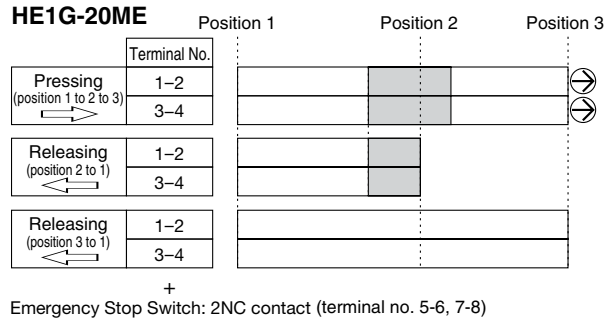 HE1G-20ME
Position 1 Position 2 Position 3
Terminal No.
Pressing
(position 1 to 2 to 3)
1–2
3–4
Releasing
(position 2 to 1)
1–2
3–4
Releasing
(position 3 to 1)
1–2
3–4
+
Emergency Stop Switch: 2NC contact (terminal no. 5-6, 7-8)